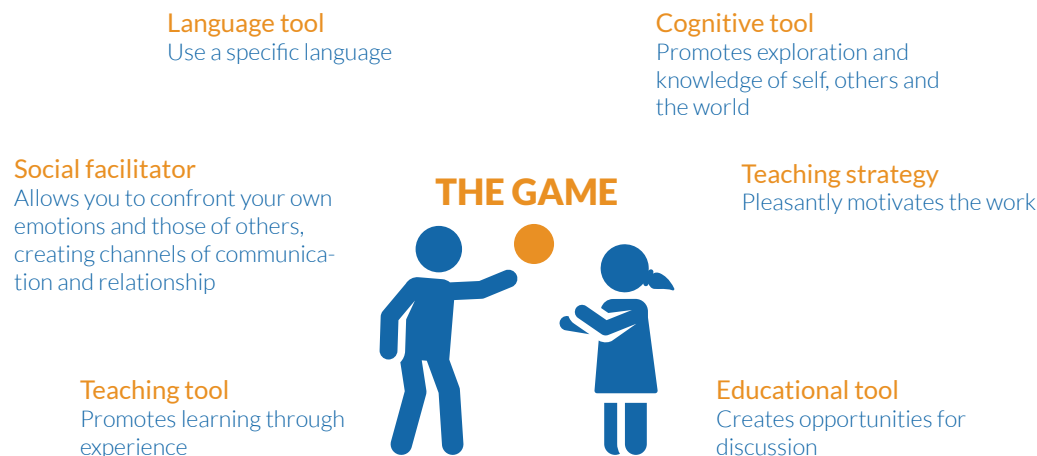 Language tool
Use a specific language
Cognitive tool
Promotes exploration and
knowledge of self, others and
the world
Social facilitator
Allows you to confront your own
emotions and those of others,
creating channels of communica-
tion and relationship
THE GAME
Teaching strategy
Pleasantly motivates the work
Teaching tool
Promotes learning through
experience
Educational tool
Creates opportunities for
discussion